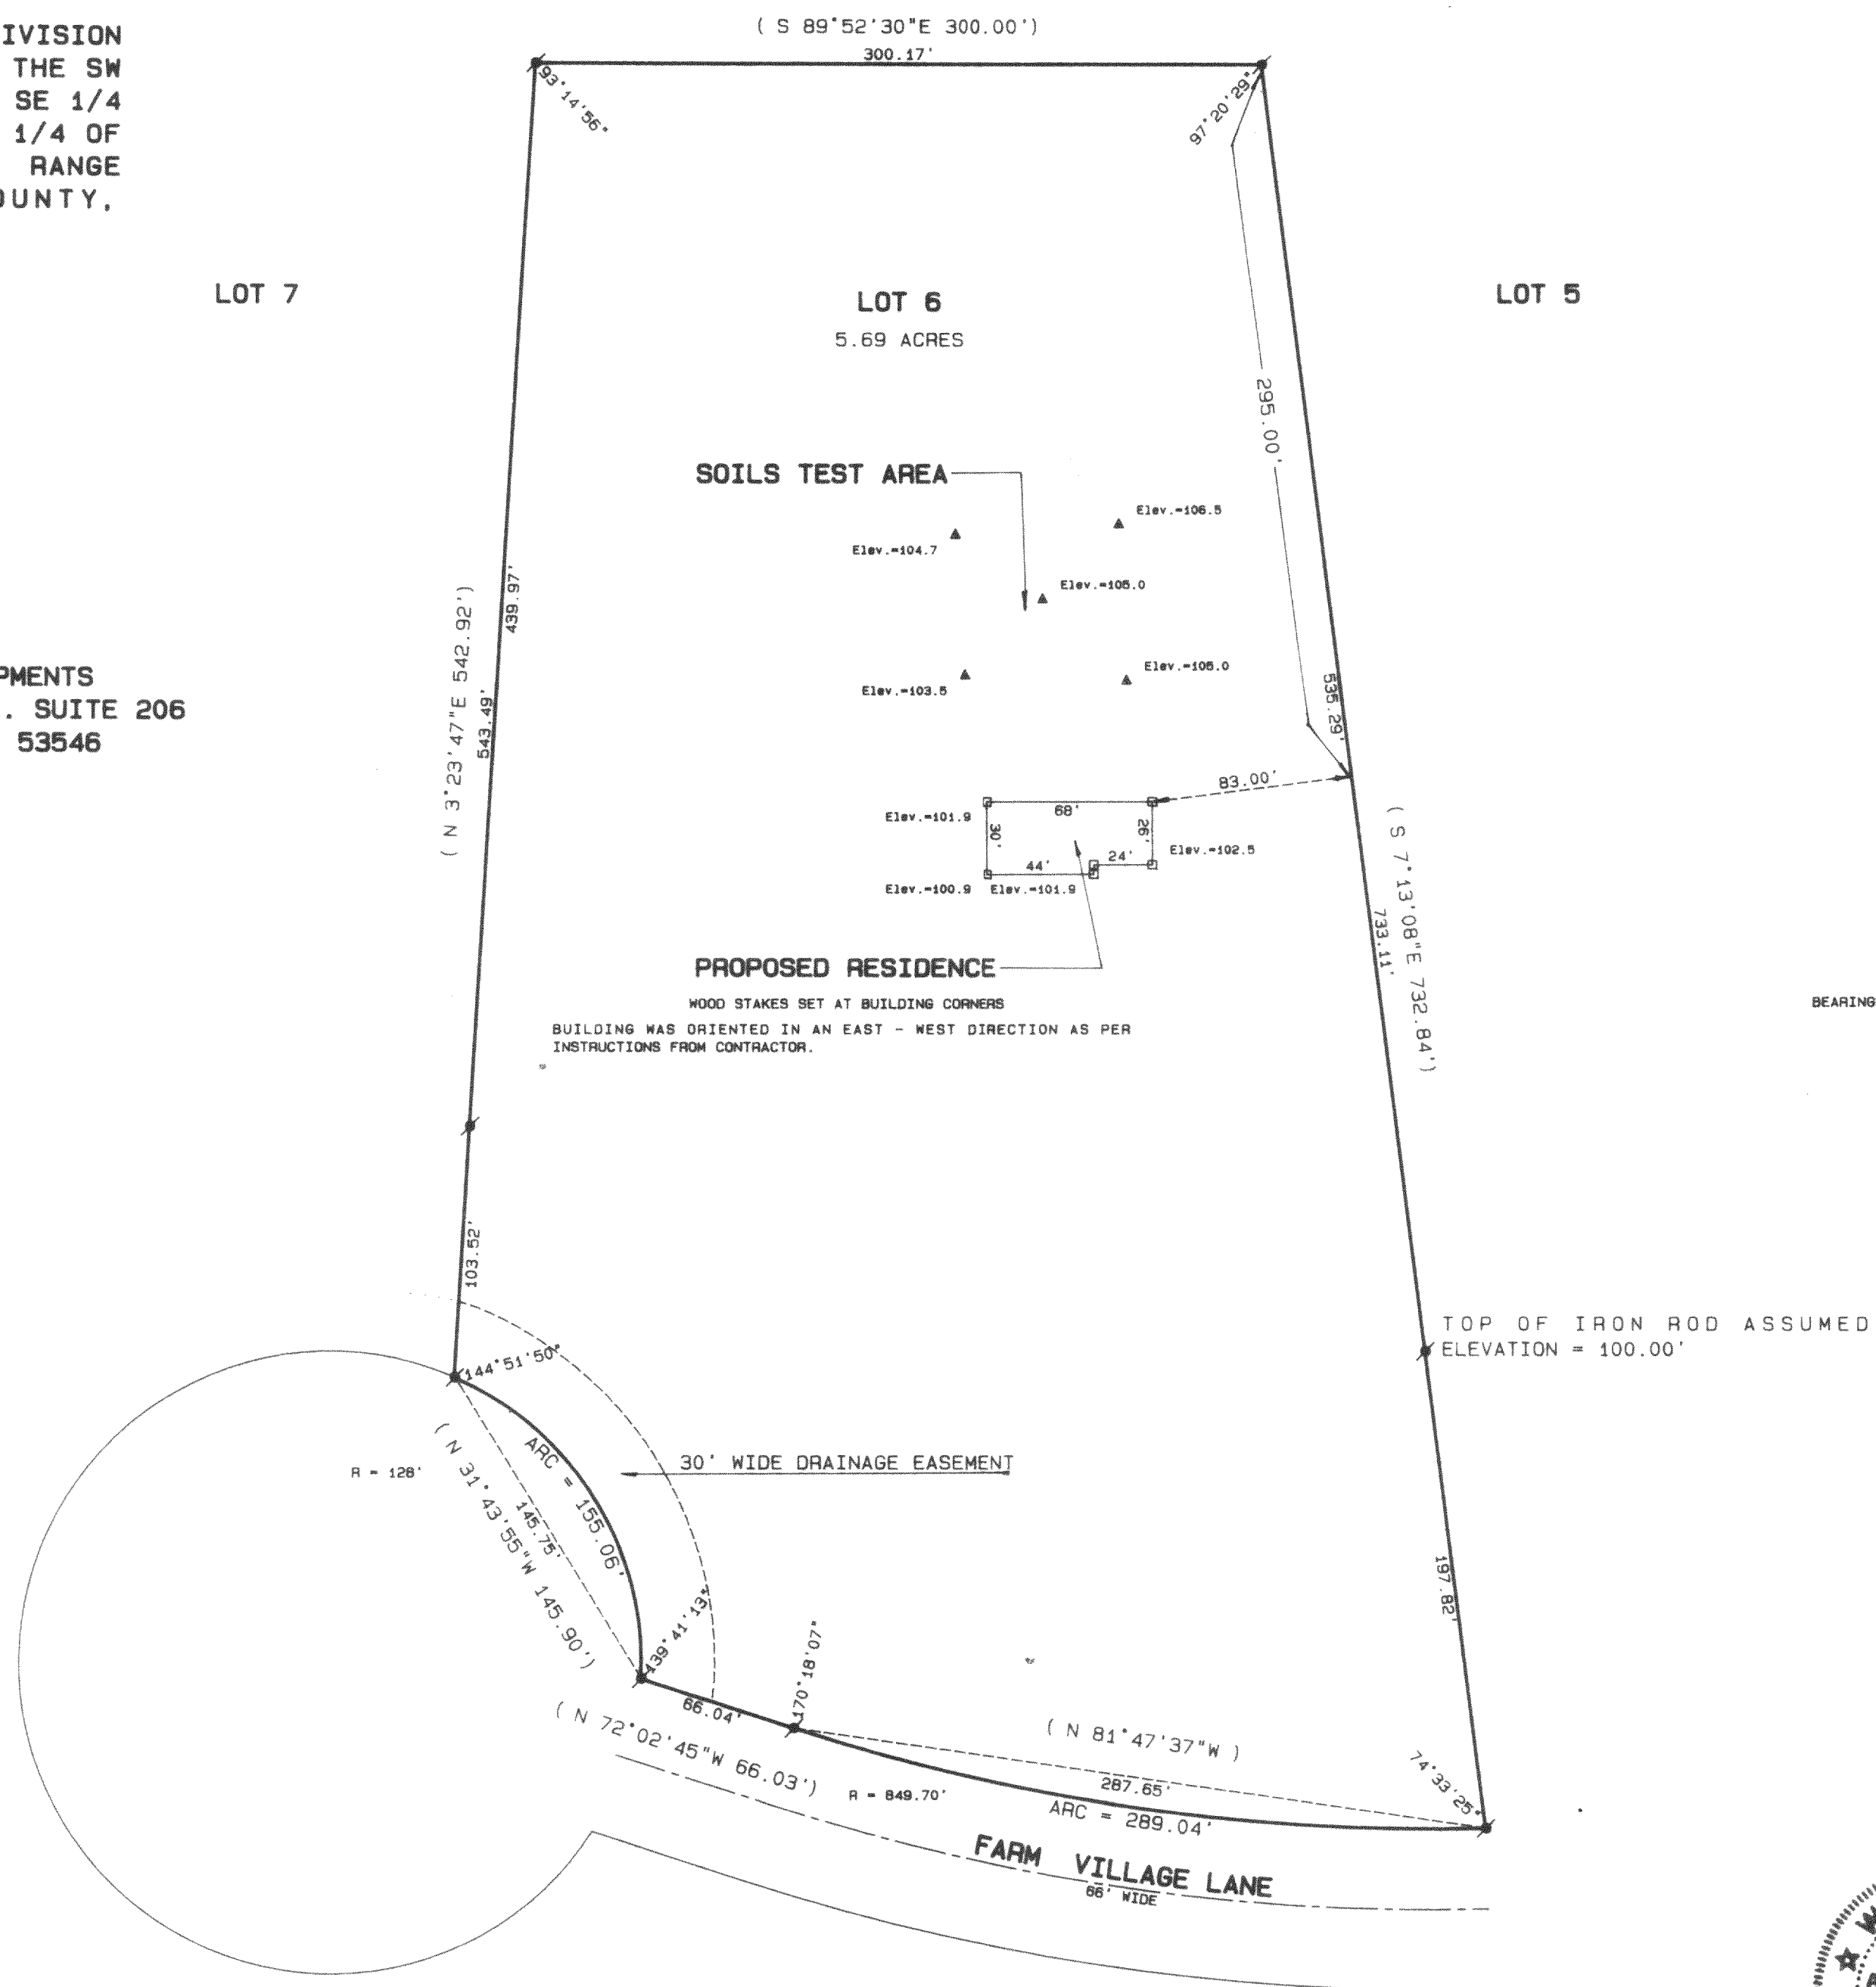 IVISION
THE SW
SE 1/4
1/4 OF
RANGE
OUNTY,
( S 89°52'30"E 300.00')
300.17'
93°14'56"
97°20'29"
LOT 7
LOT 6
5.69 ACRES
LOT 5
295.00'
SOILS TEST AREA
Elev.=106.5
Elev.=104.7
Elev.=105.0
Elev.=103.5
Elev.=105.0
439.97'
( N 3°23'47"E 542.92')
543.49'
535.29'
PMENTS
. SUITE 206
53546
83.00'
68'
Elev.=101.9
30'
26'
44'
24'
Elev.=102.5
Elev.=100.9
Elev.=101.9
( S 7°13'08"E 732.84')
733.11'
PROPOSED RESIDENCE
WOOD STAKES SET AT BUILDING CORNERS
BUILDING WAS ORIENTED IN AN EAST - WEST DIRECTION AS PER
INSTRUCTIONS FROM CONTRACTOR.
BEARING
103.52'
TOP OF IRON ROD ASSUMED
ELEVATION = 100.00'
144°51'50"
R = 128'
ARC = 155.06'
145.75'
( N 31°43'55"W 145.90')
30' WIDE DRAINAGE EASEMENT
197.82'
139°41'13"
170°18'07"
66.04'
( N 72°02'45"W 66.03')
( N 81°47'37"W )
287.65'
R = 849.70'
ARC = 289.04'
74°33'25"
FARM VILLAGE LANE
66' WIDE